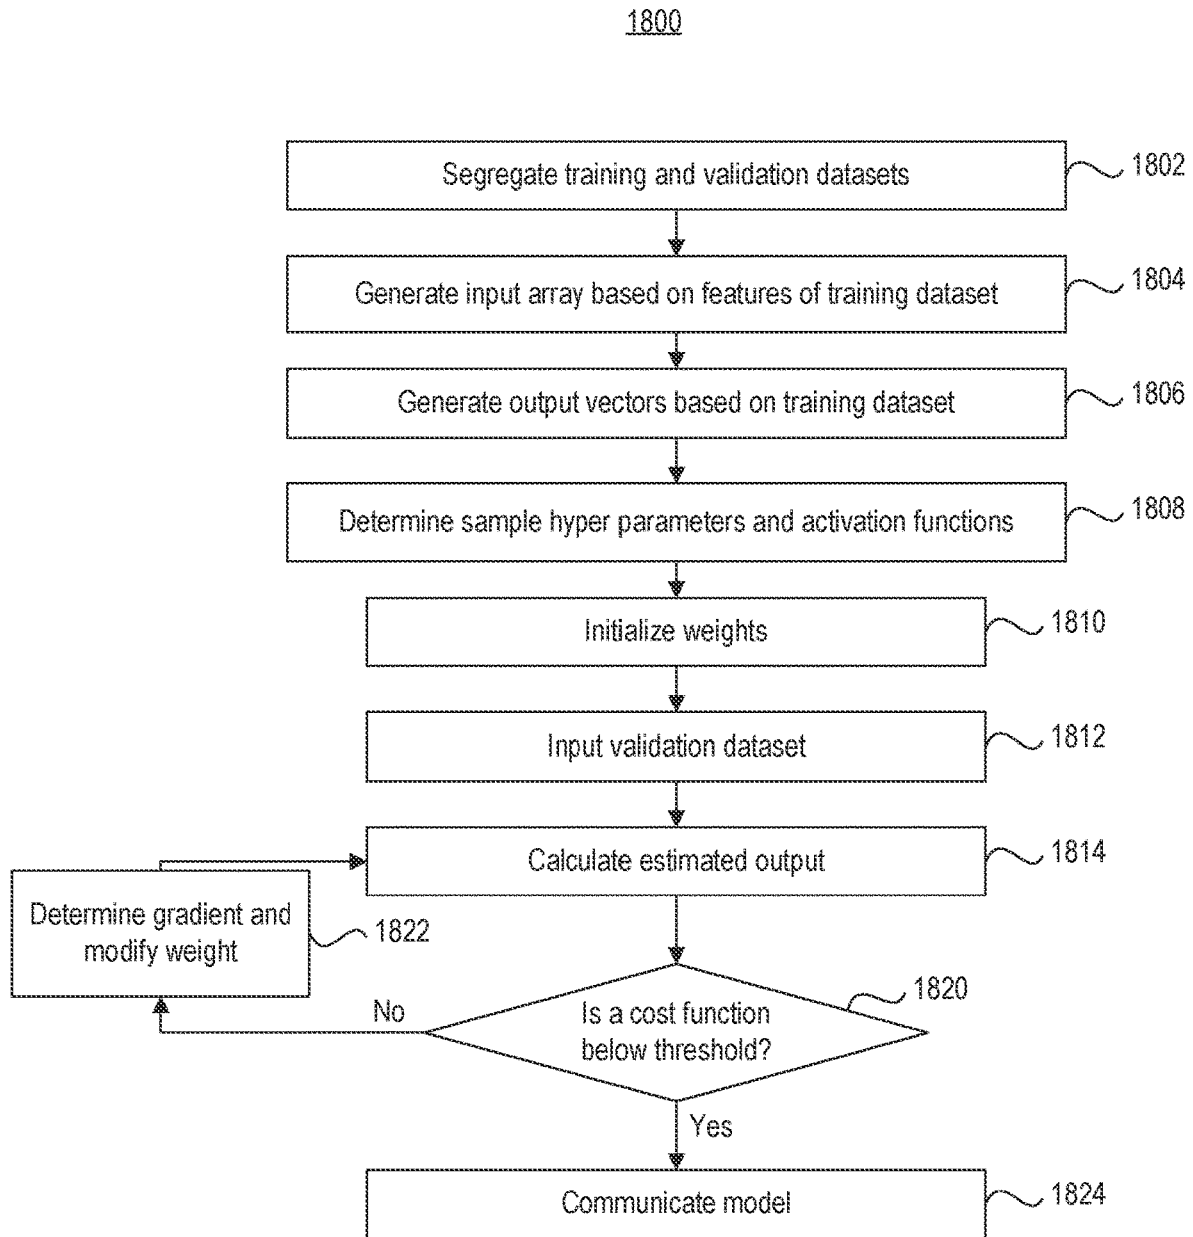 1800
Segregate training and validation datasets
1802
Generate input array based on features of training dataset
1804
Generate output vectors based on training dataset
1806
Determine sample hyper parameters and activation functions
1808
Initialize weights
1810
Input validation dataset
1812
Calculate estimated output
1814
Determine gradient and
modify weight
1822
No
Is a cost function
below threshold?
1820
Yes
Communicate model
1824